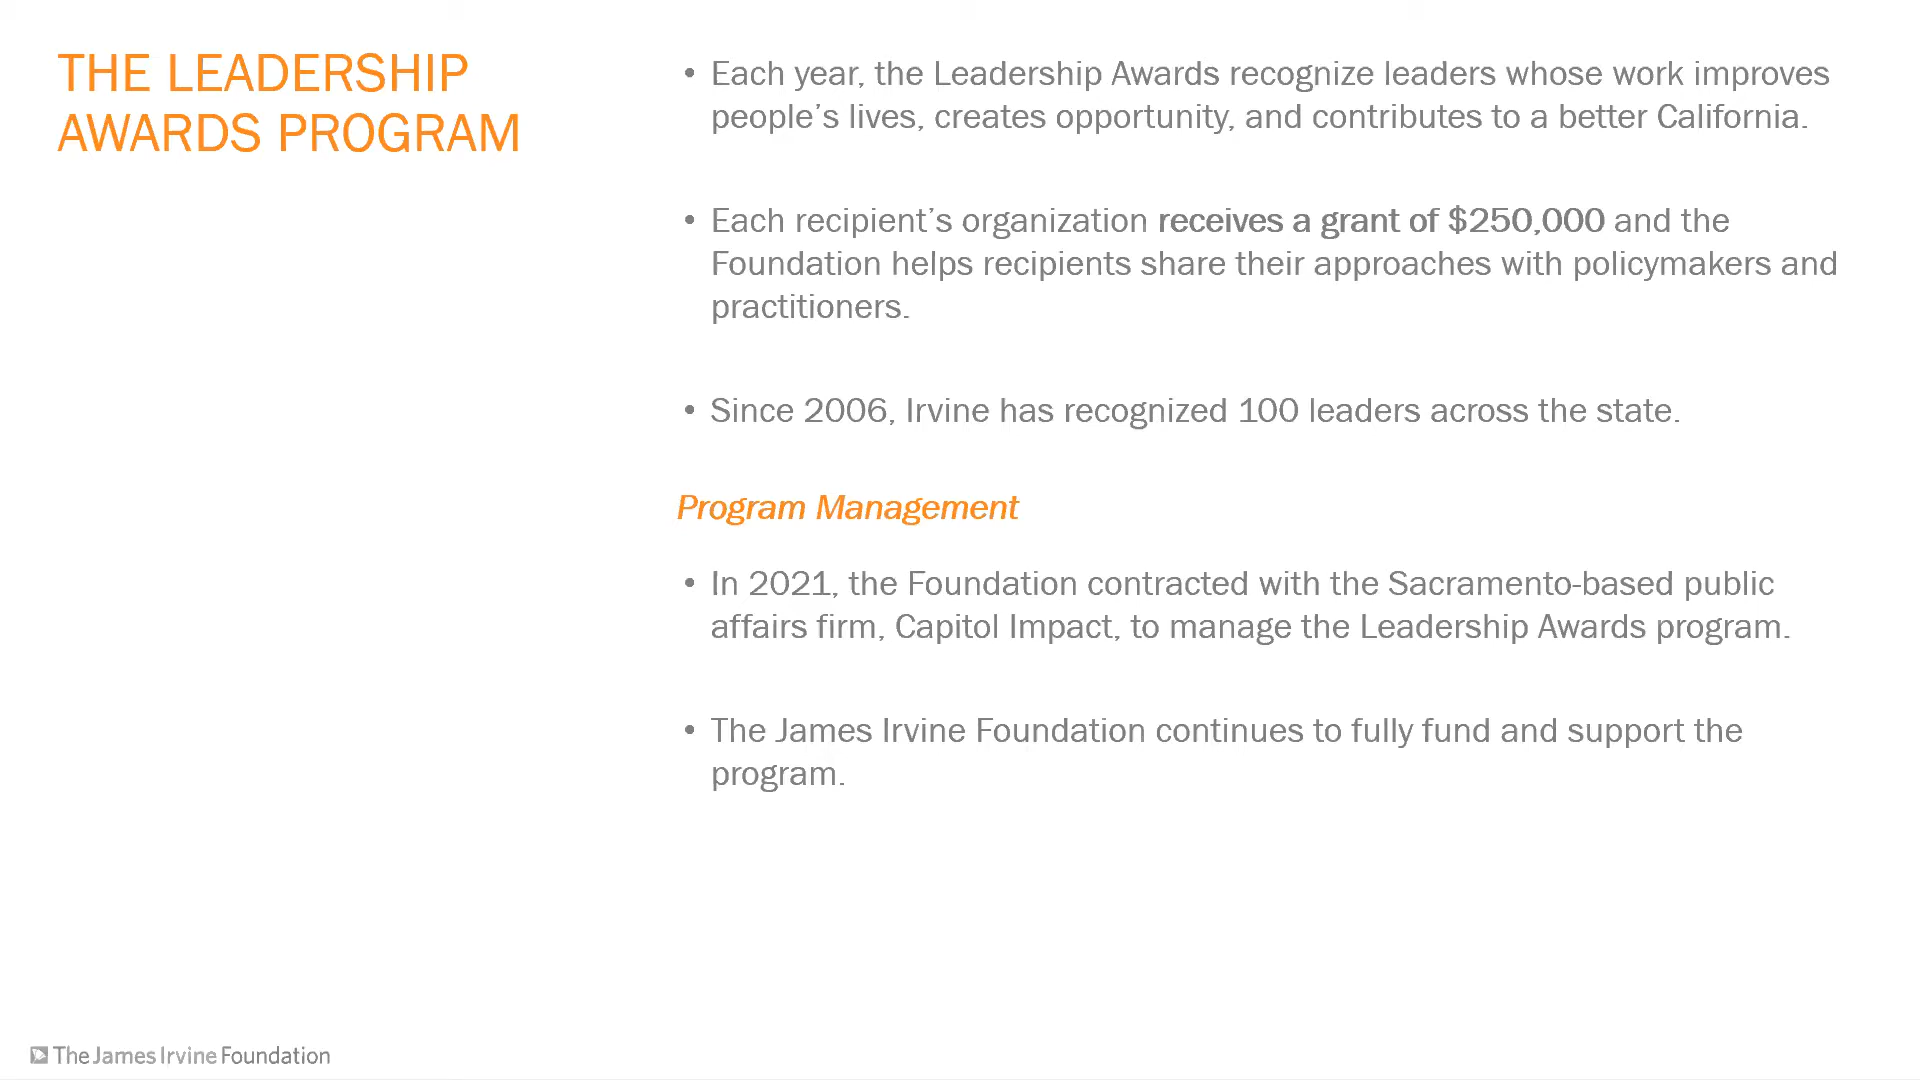 THE LEADERSHIP
AWARDS PROGRAM
• Each year, the Leadership Awards recognize leaders whose work improves
people’s lives, creates opportunity, and contributes to a better California.
• Each recipient’s organization receives a grant of $250,000 and the
Foundation helps recipients share their approaches with policymakers and
practitioners.
• Since 2006, Irvine has recognized 100 leaders across the state.
Program Management
• In 2021, the Foundation contracted with the Sacramento-based public
affairs firm, Capitol Impact, to manage the Leadership Awards program.
• The James Irvine Foundation continues to fully fund and support the
program.
The James Irvine Foundation